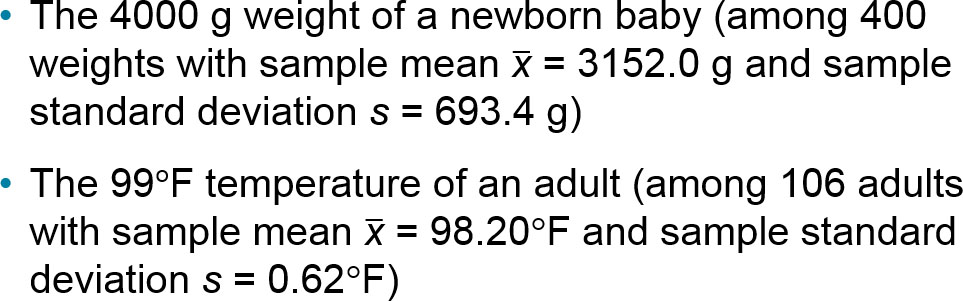 • The 4000 g weight of a newborn baby (among 400
weights with sample mean x̅ = 3152.0 g and sample
standard deviation s = 693.4 g)
• The 99°F temperature of an adult (among 106 adults
with sample mean x̅ = 98.20°F and sample standard
deviation s = 0.62°F)